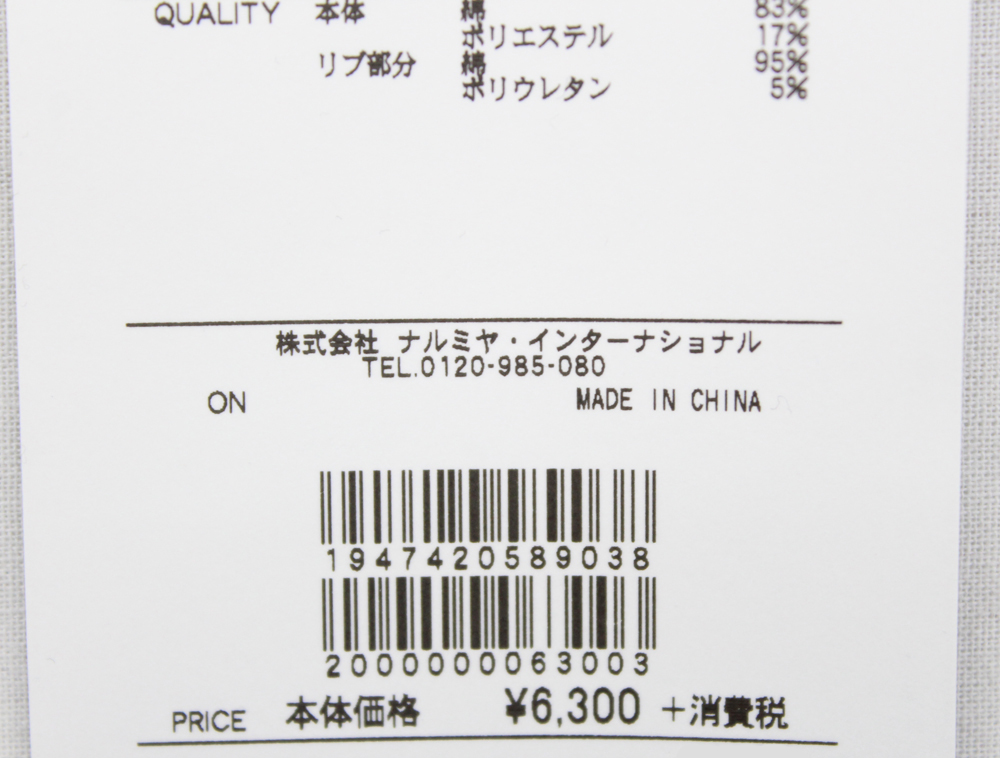 QUALITY 本体 綿 83%
ポリエステル 17%
リブ部分 綿 95%
ポリウレタン 5%
株式会社 ナルミヤ・インターナショナル
TEL.0120-985-080
ON MADE IN CHINA
1947420589038
2000000063003
PRICE 本体価格 ¥6,300 +消費税